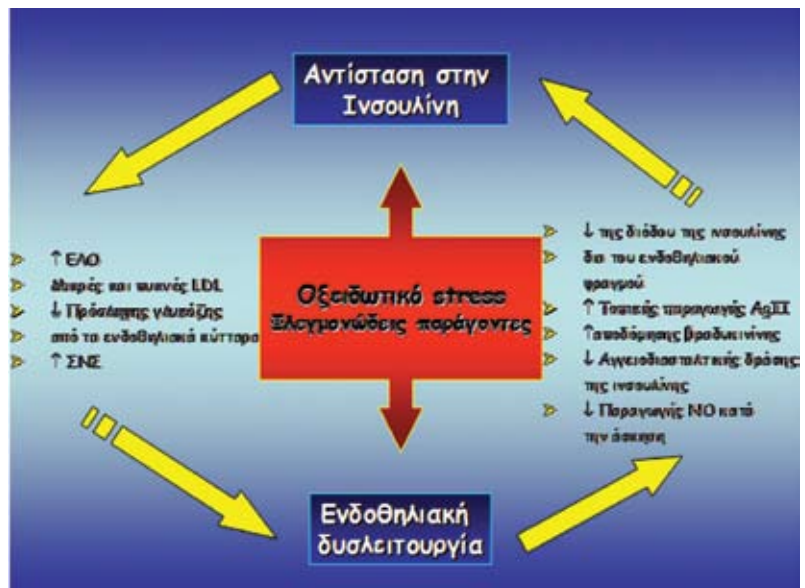 Αντίσταση στην
Ινσουλίνη
↑ ΕΛΟ
Μικρές και πυκνές LDL
↓ Πρόσληψης γλυκόζης
από τα ενδοθηλιακά κύτταρα
↑ ΣΝΣ
Οξειδωτικό stress
Φλεγμονώδεις παράγοντες
↓ της διόδου της ινσουλίνης
δια του ενδοθηλιακού
φραγμού
↑ Τοπικής παραγωγής AgII
↑αποδόμησης βραδυκινίνης
↓ Αγγειοδιασταλτικής δράσης
της ινσουλίνης
↓ Παραγωγής NO κατά
την άσκηση
Ενδοθηλιακή
δυσλειτουργία